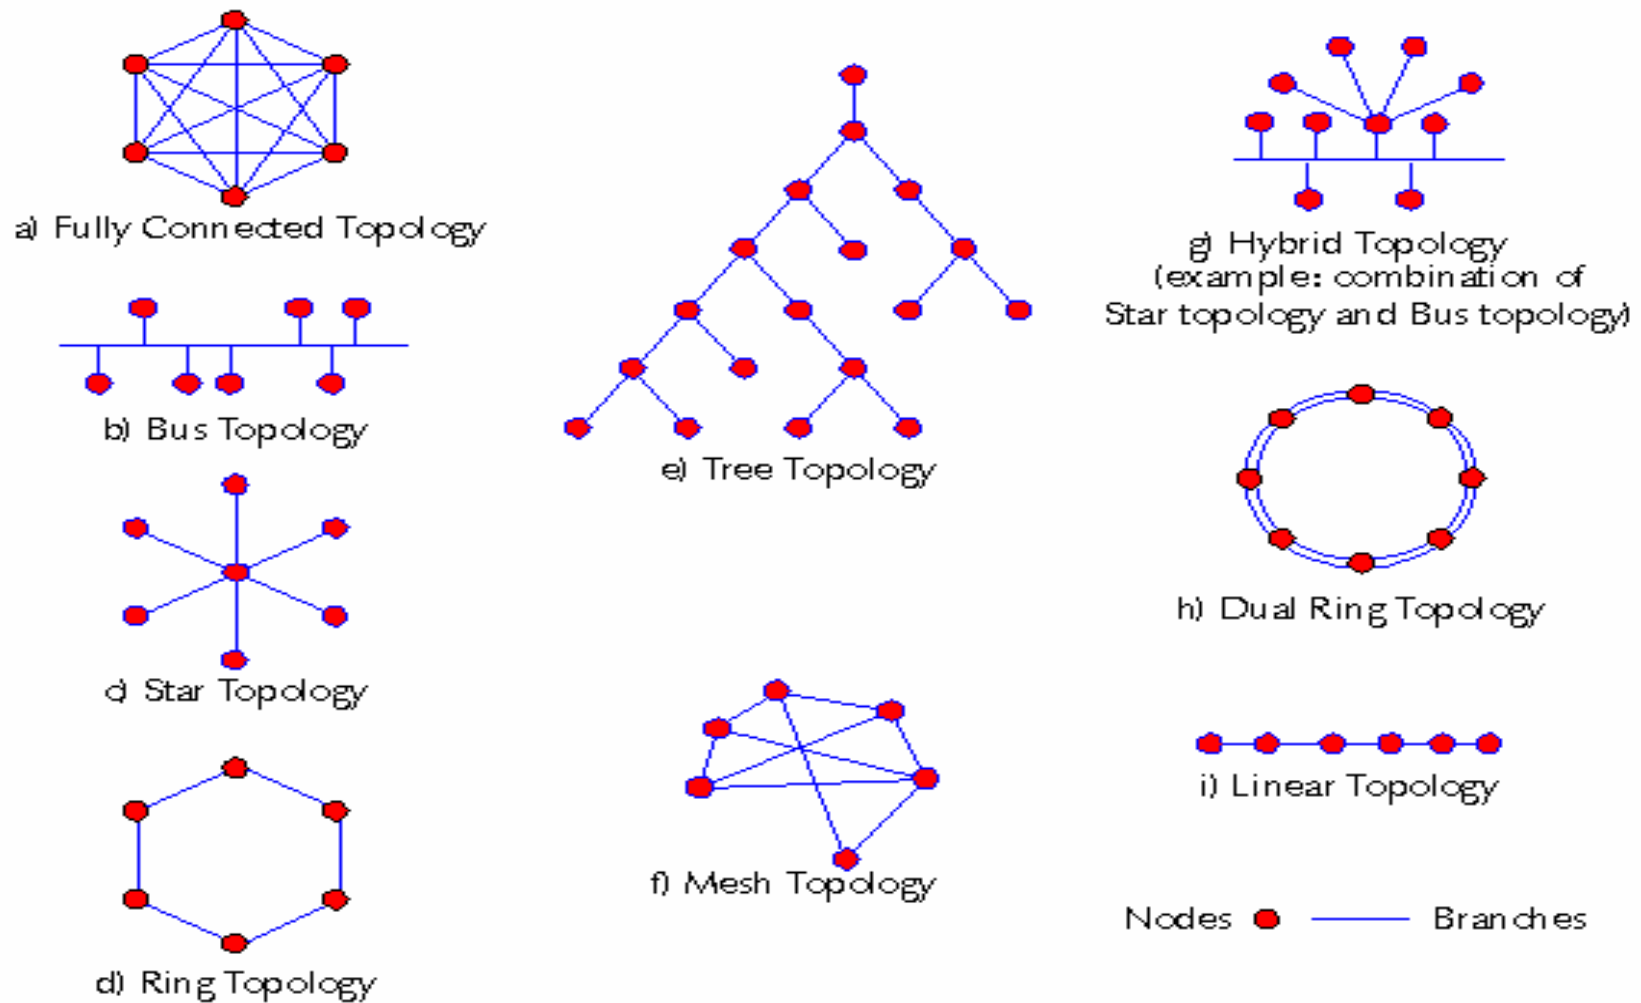 a) Fully Connected Topology
b) Bus Topology
c) Star Topology
d) Ring Topology
e) Tree Topology
f) Mesh Topology
g) Hybrid Topology
(example: combination of
Star topology and Bus topology)
h) Dual Ring Topology
i) Linear Topology
Nodes Branches